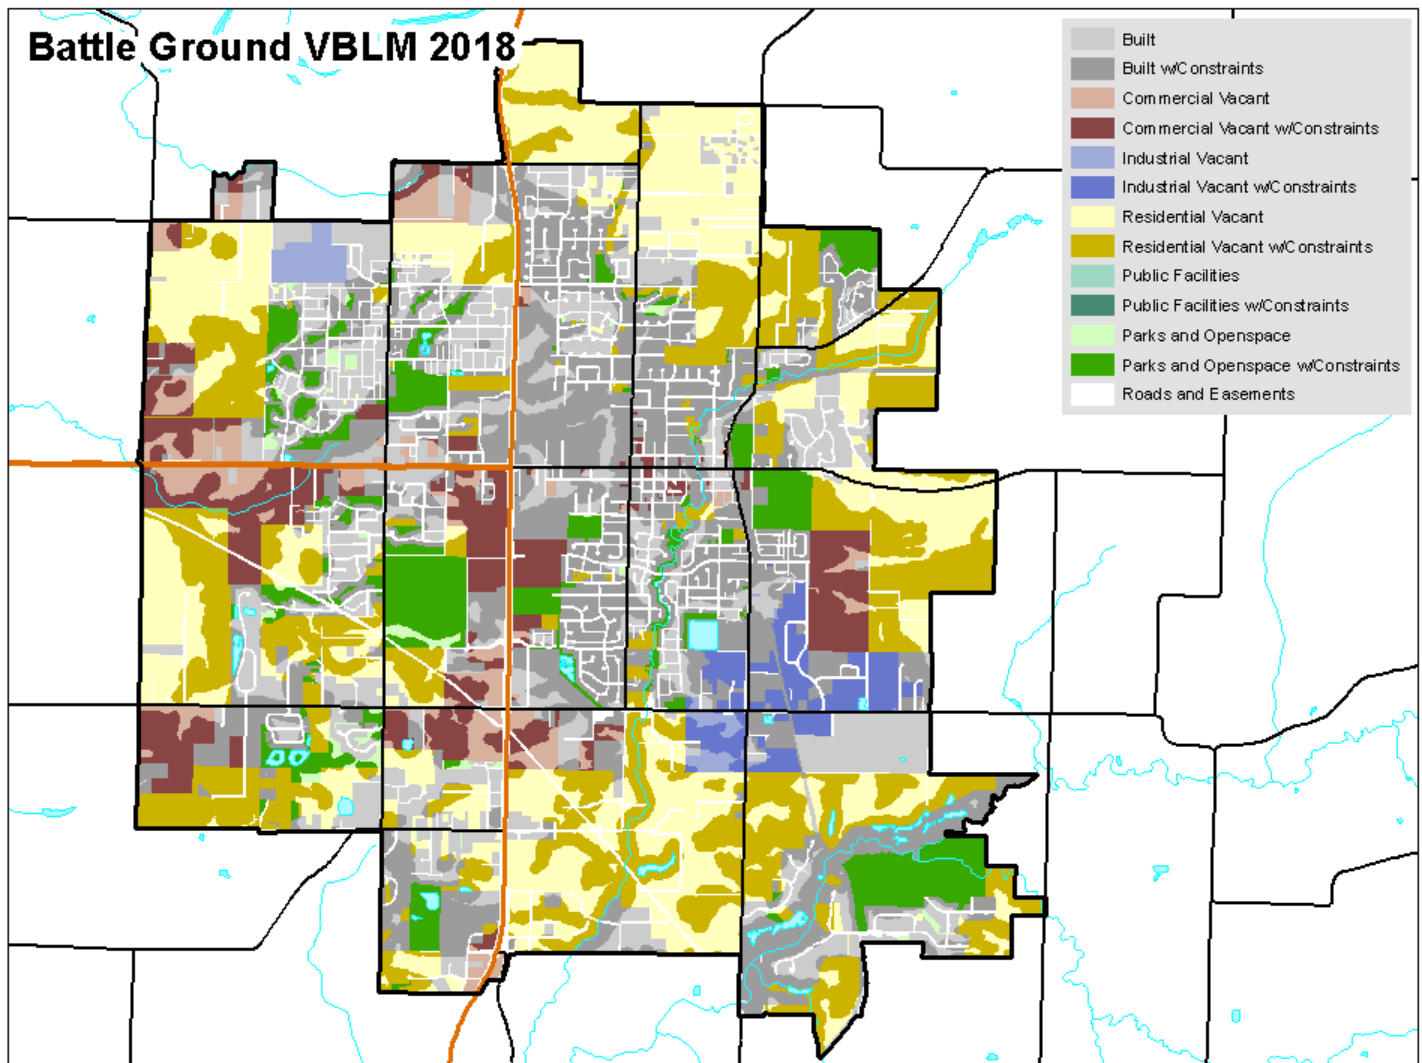 Battle Ground VBLM 2018
Built
Built w/Constraints
Commercial Vacant
Commercial Vacant w/Constraints
Industrial Vacant
Industrial Vacant w/Constraints
Residential Vacant
Residential Vacant w/Constraints
Public Facilities
Public Facilities w/Constraints
Parks and Openspace
Parks and Openspace w/Constraints
Roads and Easements